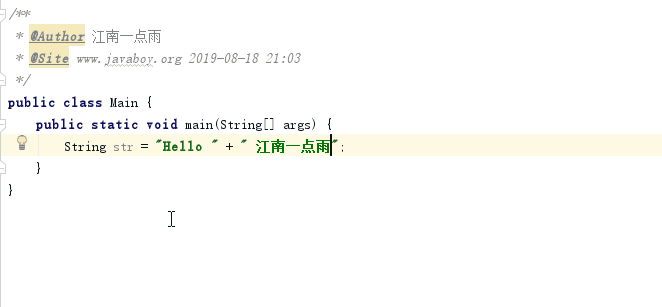 /**
 * @Author 江南一点雨
 * @Site www.javaboy.org 2019-08-18 21:03
 */
public class Main {
    public static void main(String[] args) {
        String str = "Hello " + " 江南一点雨";
    }
}